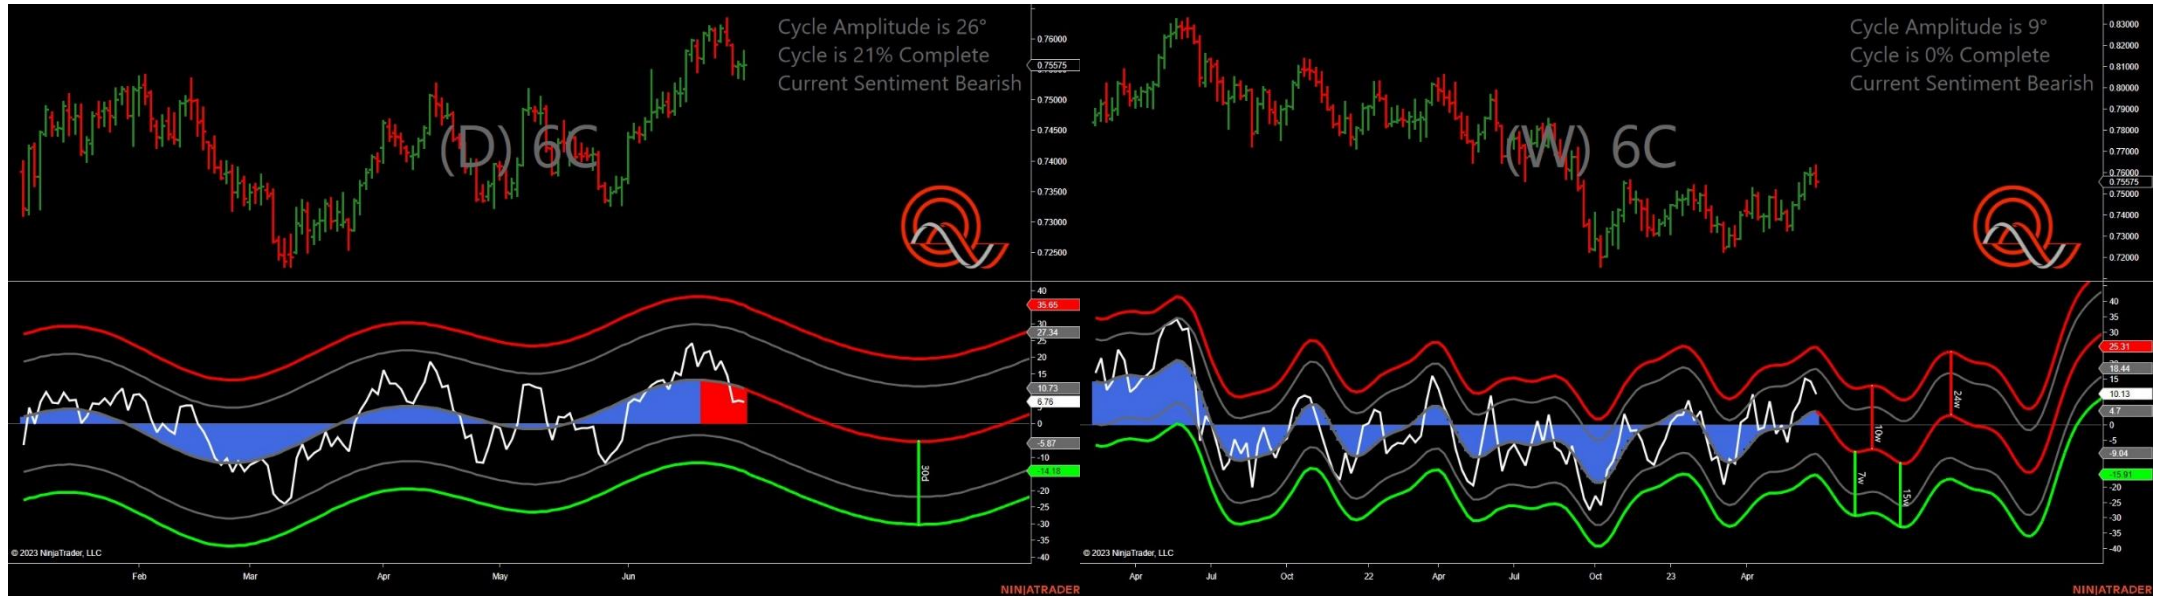 Cycle Amplitude is 26°
Cycle is 21% Complete
Current Sentiment Bearish
(D) 6C
0.76000
0.75575
0.75000
0.74500
0.74000
0.73500
0.73000
0.72500
40
35.65
30
27.34
25
20
15
10.73
6.76
0
-5.87
-10
-14.18
-20
-25
-30
-35
-40
30d
© 2023 NinjaTrader, LLC
Feb
Mar
Apr
May
Jun
NINJATRADER
Cycle Amplitude is 9°
Cycle is 0% Complete
Current Sentiment Bearish
(W) 6C
0.83000
0.82000
0.81000
0.80000
0.79000
0.78000
0.77000
0.76000
0.75575
0.75000
0.74000
0.73000
0.72000
40
35
30
25.31
18.44
15
10.13
4.7
0
-5
-9.04
-15.91
-20
-25
-30
-35
-40
7w
10w
15w
24w
© 2023 NinjaTrader, LLC
Apr
Jul
Oct
22
Apr
Jul
Oct
23
Apr
NINJATRADER